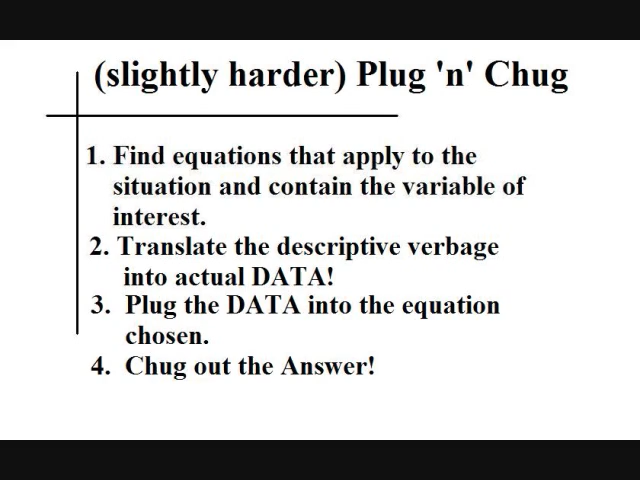 (slightly harder) Plug 'n' Chug
1. Find equations that apply to the
situation and contain the variable of
interest.
2. Translate the descriptive verbage
into actual DATA!
3. Plug the DATA into the equation
chosen.
4. Chug out the Answer!